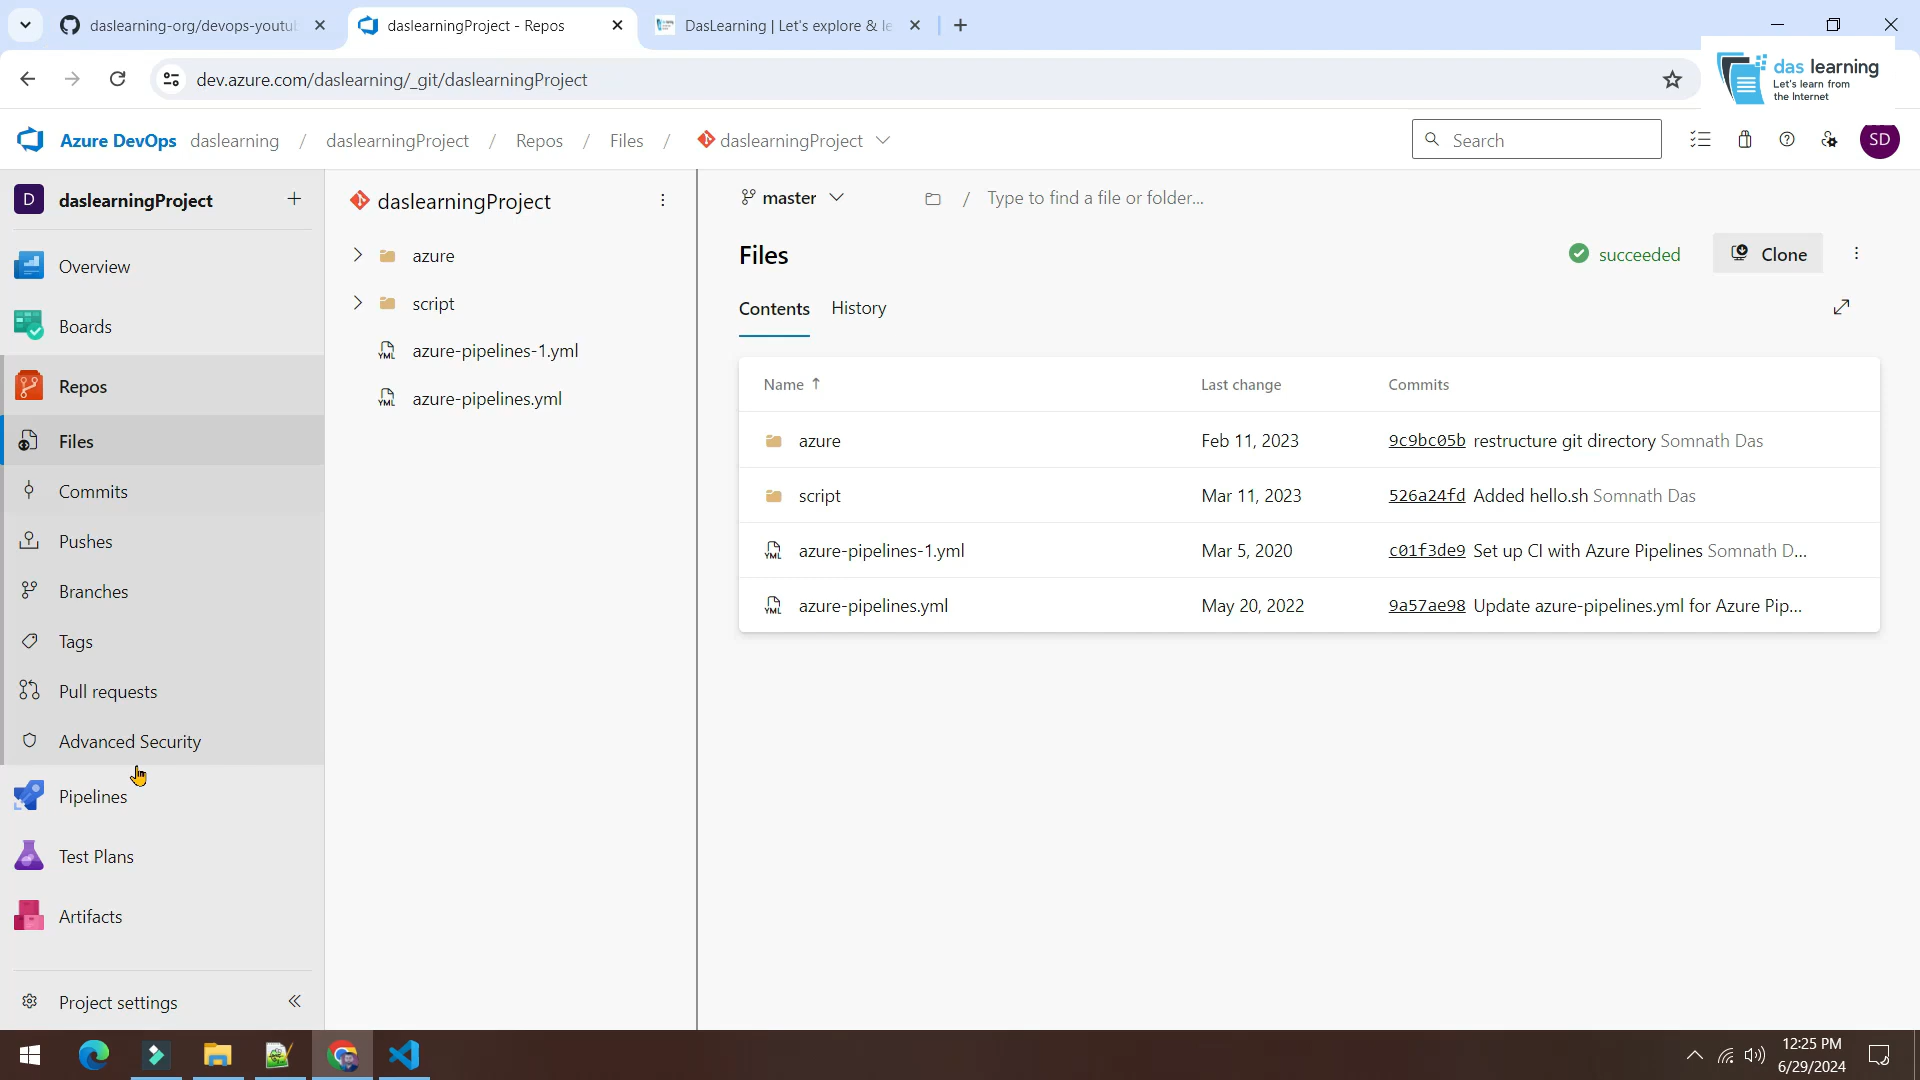 daslearning-org/devops-youtu
daslearningProject - Repos
DasLearning | Let's explore & le
dev.azure.com/daslearning/_git/daslearningProject
das learning
Let's learn from
the Internet
Azure DevOps daslearning / daslearningProject / Repos / Files / daslearningProject
Search
SD
D daslearningProject
Overview
Boards
Repos
Files
Commits
Pushes
Branches
Tags
Pull requests
Advanced Security
Pipelines
Test Plans
Artifacts
Project settings
daslearningProject
azure
script
YML azure-pipelines-1.yml
YML azure-pipelines.yml
master / Type to find a file or folder...
Files
succeeded
Clone
Contents History
Name Last change Commits
azure Feb 11, 2023 9c9bc05b restructure git directory Somnath Das
script Mar 11, 2023 526a24fd Added hello.sh Somnath Das
YML azure-pipelines-1.yml Mar 5, 2020 c01f3de9 Set up CI with Azure Pipelines Somnath D...
YML azure-pipelines.yml May 20, 2022 9a57ae98 Update azure-pipelines.yml for Azure Pip...
12:25 PM
6/29/2024